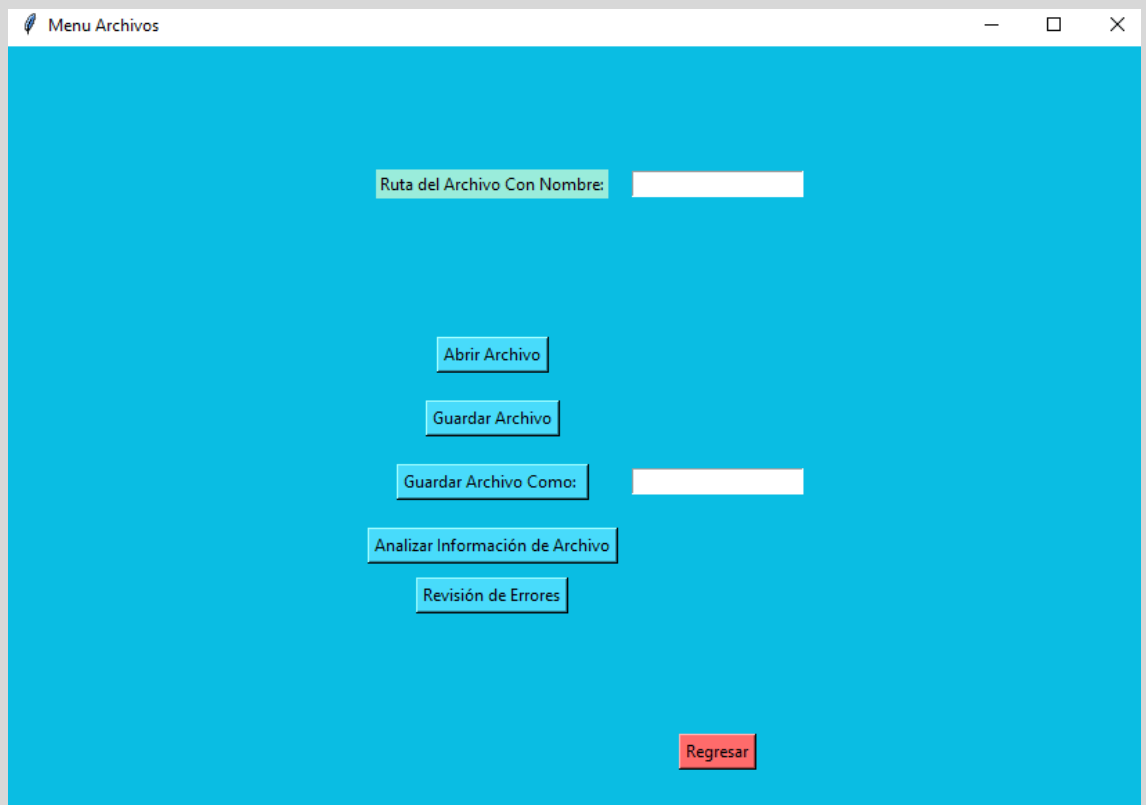 Menu Archivos
Ruta del Archivo Con Nombre:
Abrir Archivo
Guardar Archivo
Guardar Archivo Como:
Analizar Información de Archivo
Revisión de Errores
Regresar